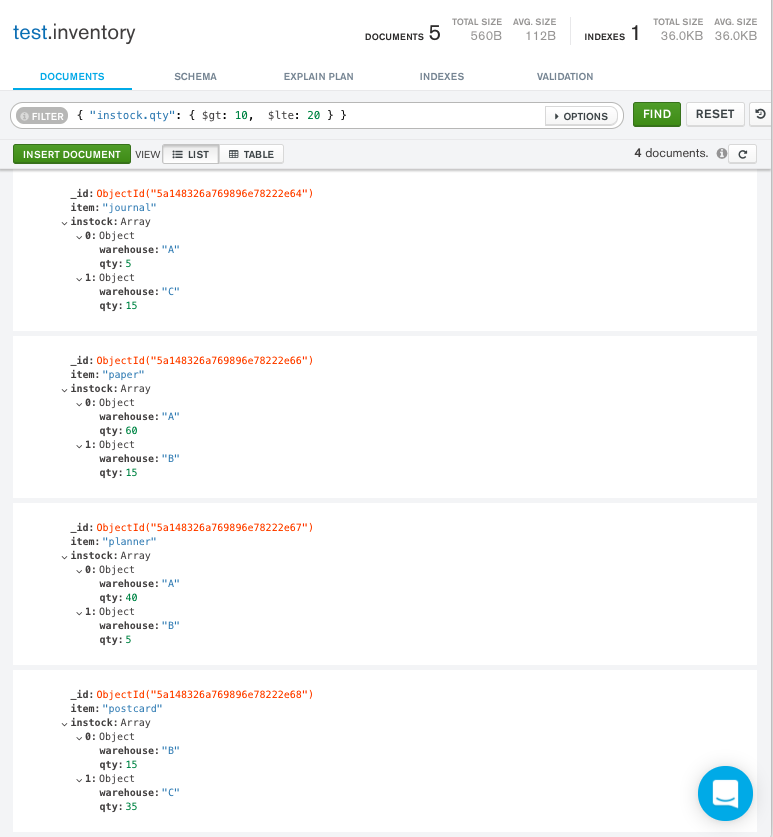 test.inventory
DOCUMENTS 5 TOTAL SIZE 560B AVG. SIZE 112B INDEXES 1 TOTAL SIZE 36.0KB AVG. SIZE 36.0KB
DOCUMENTS SCHEMA EXPLAIN PLAN INDEXES VALIDATION
FILTER { "instock.qty": { $gt: 10, $lte: 20 } } OPTIONS FIND RESET
INSERT DOCUMENT VIEW LIST TABLE 4 documents.
_id: ObjectId("5a148326a769896e78222e64")
item: "journal"
instock: Array
0: Object
warehouse: "A"
qty: 5
1: Object
warehouse: "C"
qty: 15
_id: ObjectId("5a148326a769896e78222e66")
item: "paper"
instock: Array
0: Object
warehouse: "A"
qty: 60
1: Object
warehouse: "B"
qty: 15
_id: ObjectId("5a148326a769896e78222e67")
item: "planner"
instock: Array
0: Object
warehouse: "A"
qty: 40
1: Object
warehouse: "B"
qty: 5
_id: ObjectId("5a148326a769896e78222e68")
item: "postcard"
instock: Array
0: Object
warehouse: "B"
qty: 15
1: Object
warehouse: "C"
qty: 35